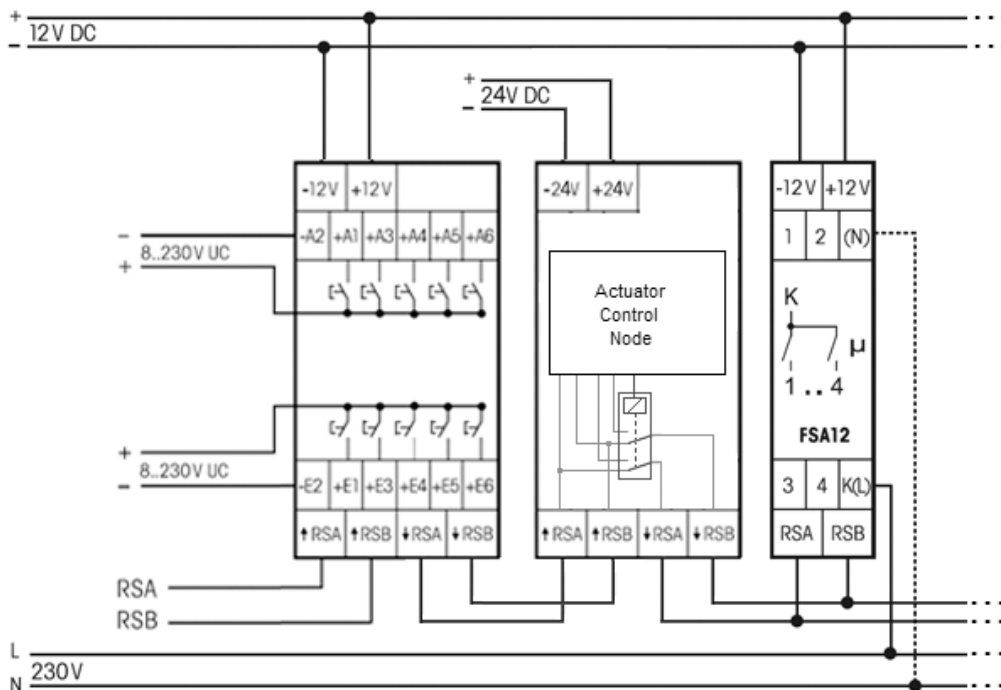 +
12V DC
−
+
24V DC
−
-12V +12V
-24V +24V
-12V +12V
-A2 +A1 +A3 +A4 +A5 +A6
1 2 (N)
−
8..230V UC
+
Actuator
Control
Node
K
µ
1 .. 4
FSA12
+
8..230V UC
−
-E2 +E1 +E3 +E4 +E5 +E6
3 4 K(L)
↑RSA ↑RSB ↓RSA ↓RSB
↑RSA ↑RSB ↓RSA ↓RSB
RSA RSB
RSA
RSB
L
230V
N